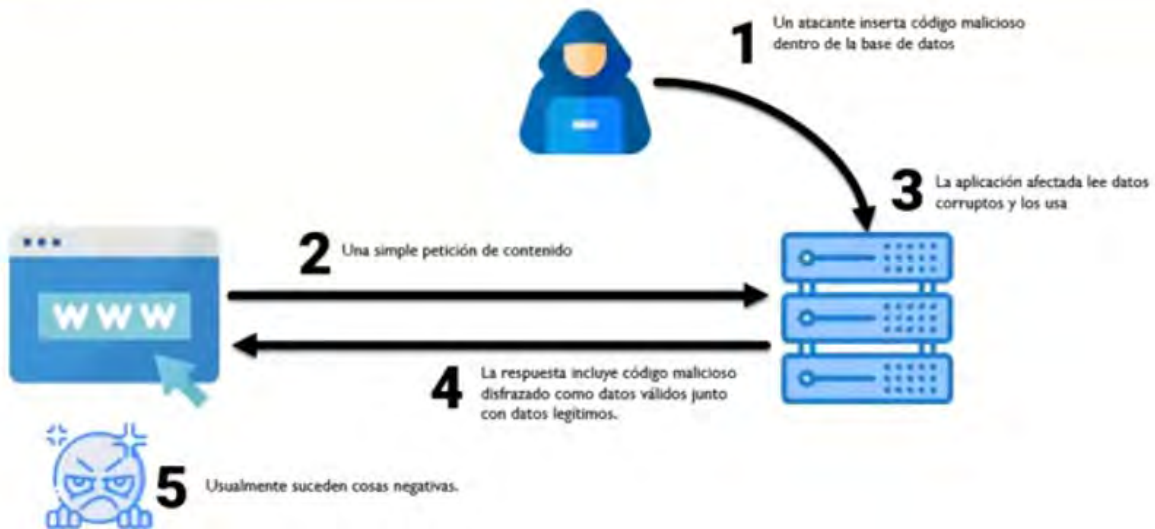 1
Un atacante inserta código malicioso
dentro de la base de datos
3
La aplicación afectada lee datos
corruptos y los usa
2
Una simple petición de contenido
WWW
4
La respuesta incluye código malicioso
disfrazado como datos válidos junto
con datos legítimos.
5
Usualmente suceden cosas negativas.